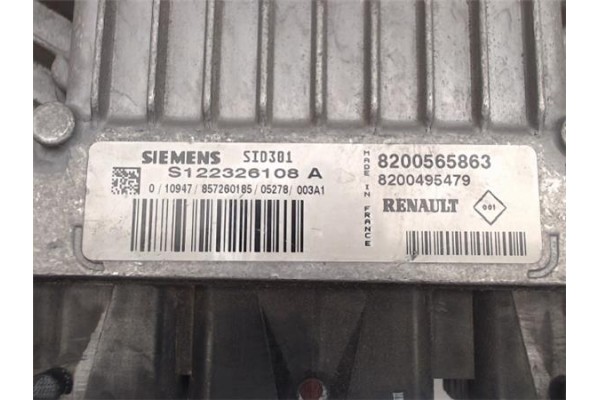 SIEMENS SID301
S122326108 A
0/10947/857260185/05278/003A1
MADE IN FRANCE
8200565863
8200495479
RENAULT
001